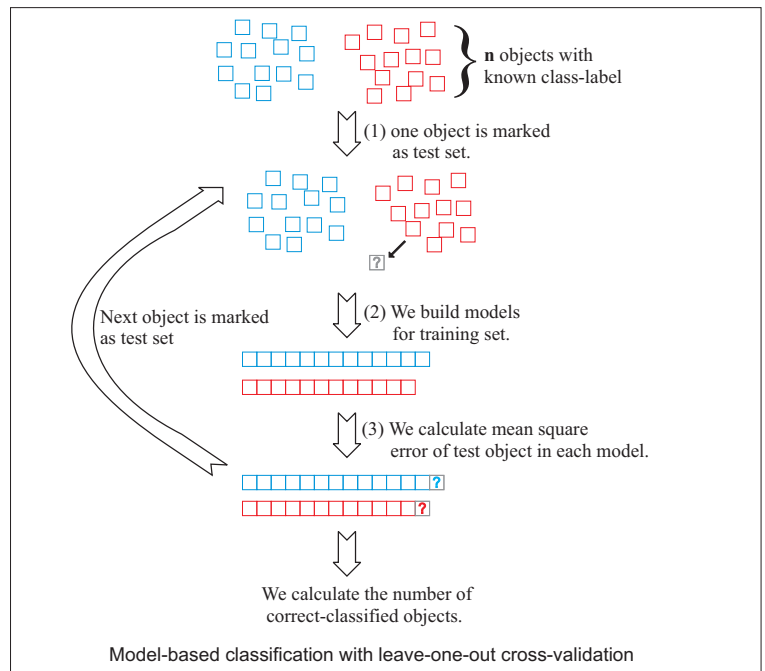 n objects with
known class-label
(1) one object is marked
as test set.
?
Next object is marked
as test set
(2) We build models
for training set.
(3) We calculate mean square
error of test object in each model.
?
?
We calculate the number of
correct-classified objects.
Model-based classification with leave-one-out cross-validation